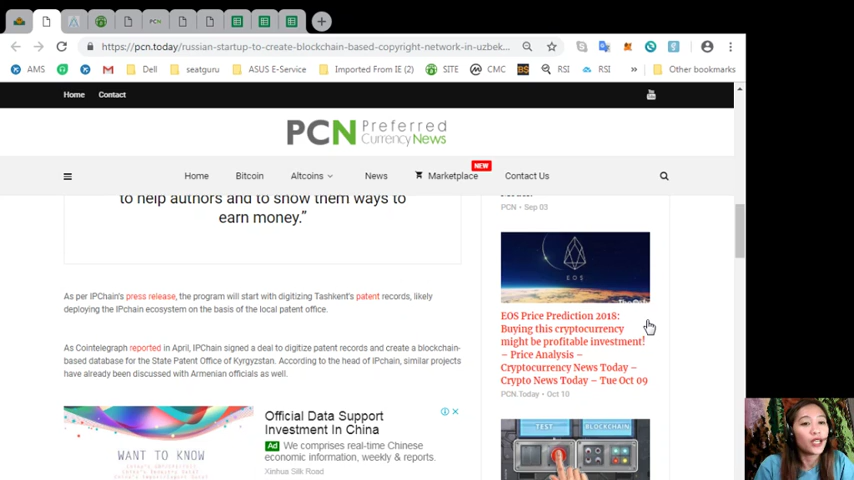 PCN
https://pcn.today/russian-startup-to-create-blockchain-based-copyright-network-in-uzbek...
AMS
Dell
seatguru
ASUS E-Service
Imported From IE (2)
SITE
CMC
BS
RSI
RSI
»
Other bookmarks
Home
Contact
You
PCN Preferred
Currency News
Home
Bitcoin
Altcoins
News
NEW
Marketplace
Contact Us
to help authors and to show them ways to
earn money.”
PCN • Sep 03
As per IPChain's press release, the program will start with digitizing Tashkent's patent records, likely
deploying the IPChain ecosystem on the basis of the local patent office.
As Cointelegraph reported in April, IPChain signed a deal to digitize patent records and create a blockchain-
based database for the State Patent Office of Kyrgyzstan. According to the head of IPChain, similar projects
have already been discussed with Armenian officials as well.
EOS
EOS Price Prediction 2018:
Buying this cryptocurrency
might be profitable investment!
– Price Analysis –
Cryptocurrency News Today –
Crypto News Today – Tue Oct 09
PCN.Today • Oct 10
TEST
BLOCKCHAIN
WANT TO KNOW
Official Data Support
Investment In China
Ad We comprises real-time Chinese
economic information, weekly & reports.
Xinhua Silk Road